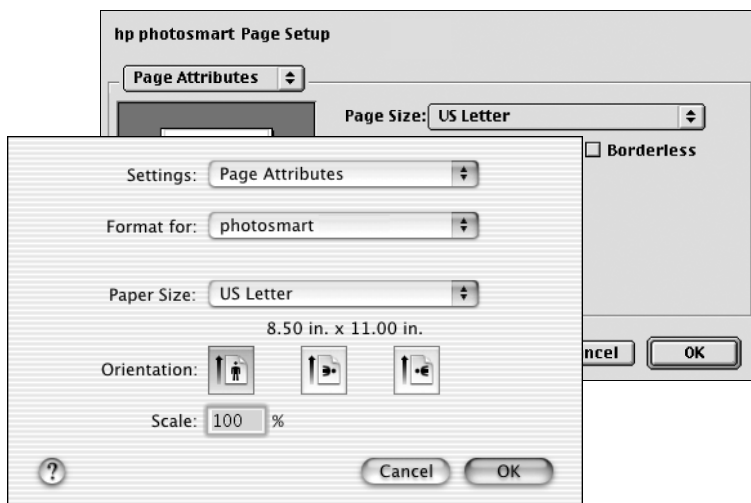 hp photosmart Page Setup
Page Attributes
Page Size: US Letter
Borderless
ncel OK
Settings: Page Attributes
Format for: photosmart
Paper Size: US Letter
8.50 in. x 11.00 in.
Orientation:
Scale: 100 %
? Cancel OK